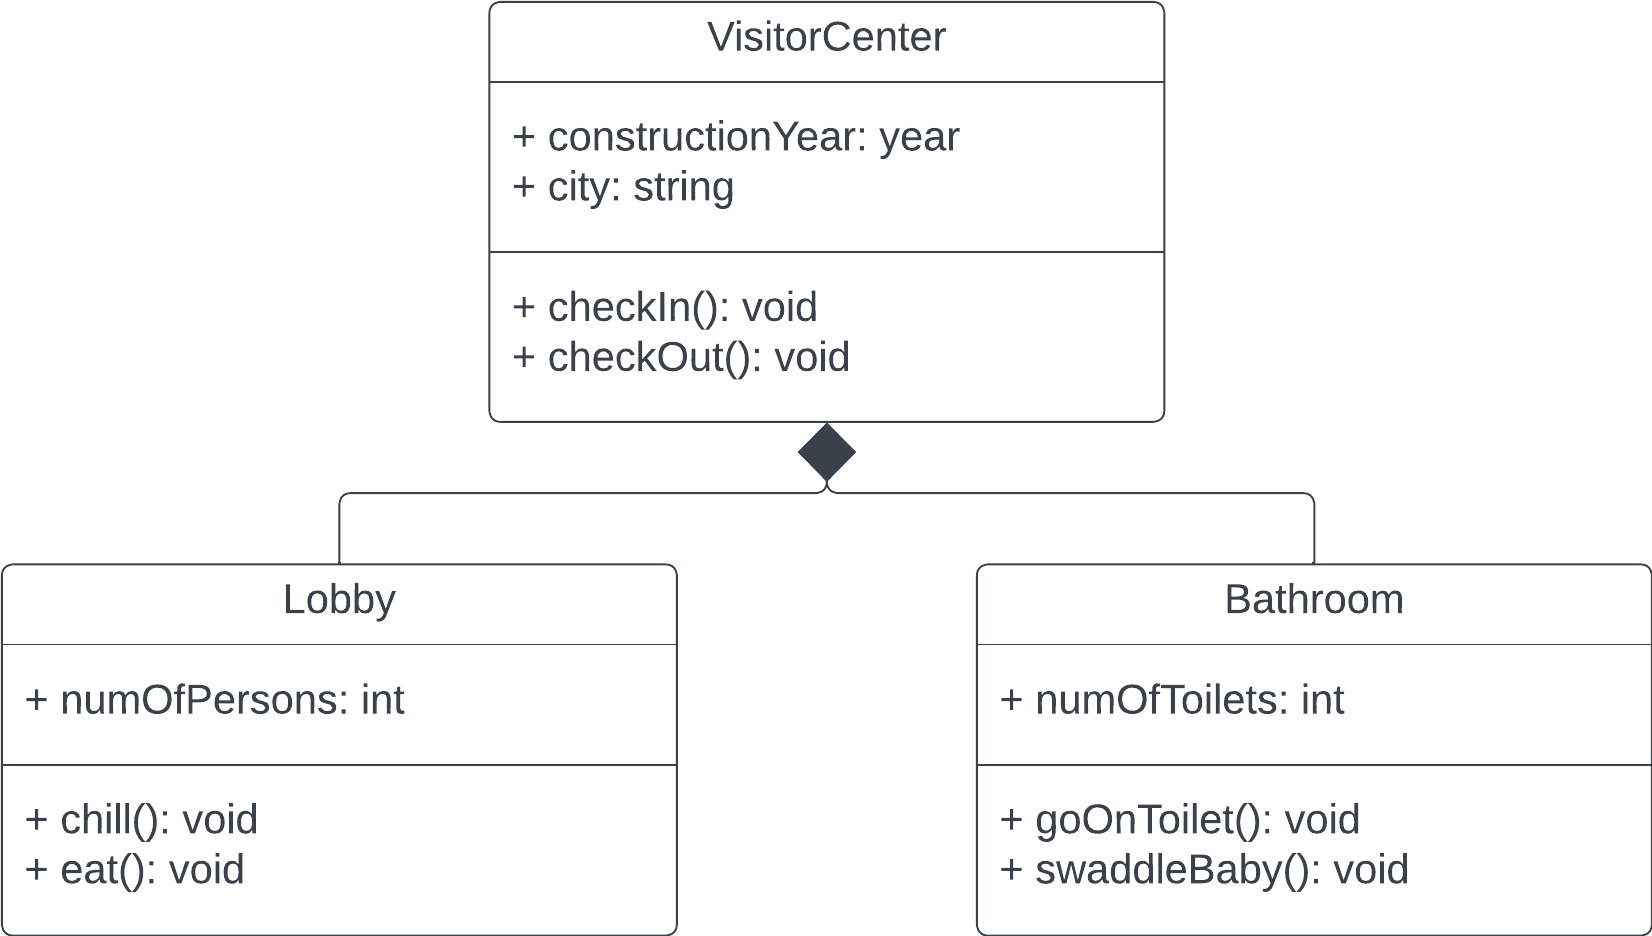 VisitorCenter
+ constructionYear: year
+ city: string
+ checkIn(): void
+ checkOut(): void
Lobby
+ numOfPersons: int
+ chill(): void
+ eat(): void
Bathroom
+ numOfToilets: int
+ goOnToilet(): void
+ swaddleBaby(): void